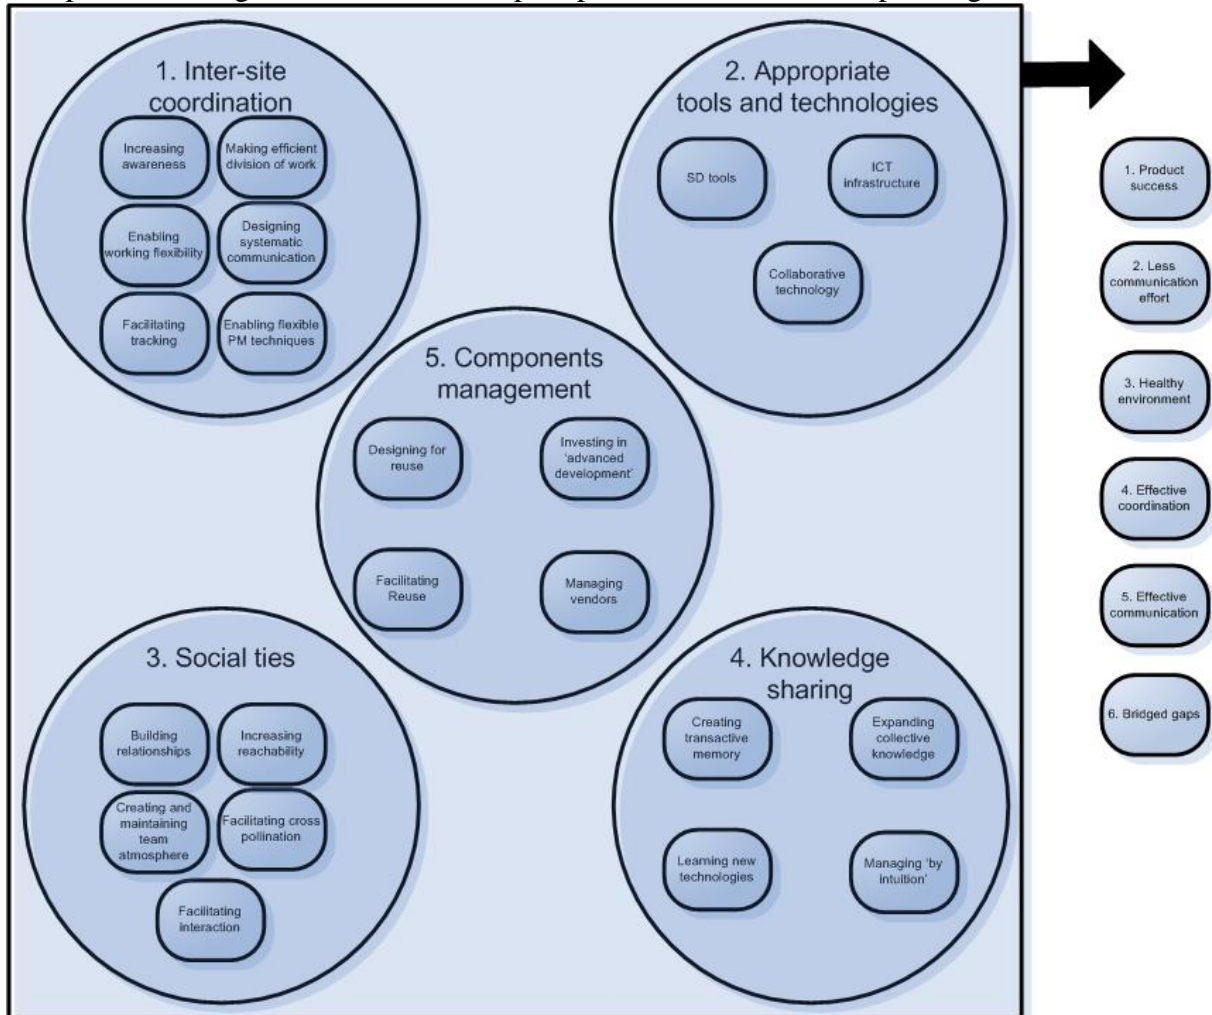 1. Inter-site
coordination
Increasing
awareness
Making efficient
division of work
Enabling
working flexibility
Designing
systematic
communication
Facilitating
tracking
Enabling flexible
PM techniques
2. Appropriate
tools and technologies
SD tools
ICT
infrastructure
Collaborative
technology
5. Components
management
Designing for
reuse
Investing in
‘advanced
development’
Facilitating
Reuse
Managing
vendors
3. Social ties
Building
relationships
Increasing
reachability
Creating and
maintaining
team
atmosphere
Facilitating cross
pollination
Facilitating
interaction
4. Knowledge
sharing
Creating
transactive
memory
Expanding
collective
knowledge
Learning new
technologies
Managing ‘by
intuition’
1. Product
success
2. Less
communication
effort
3. Healthy
environment
4. Effective
coordination
5. Effective
communication
6. Bridged gaps